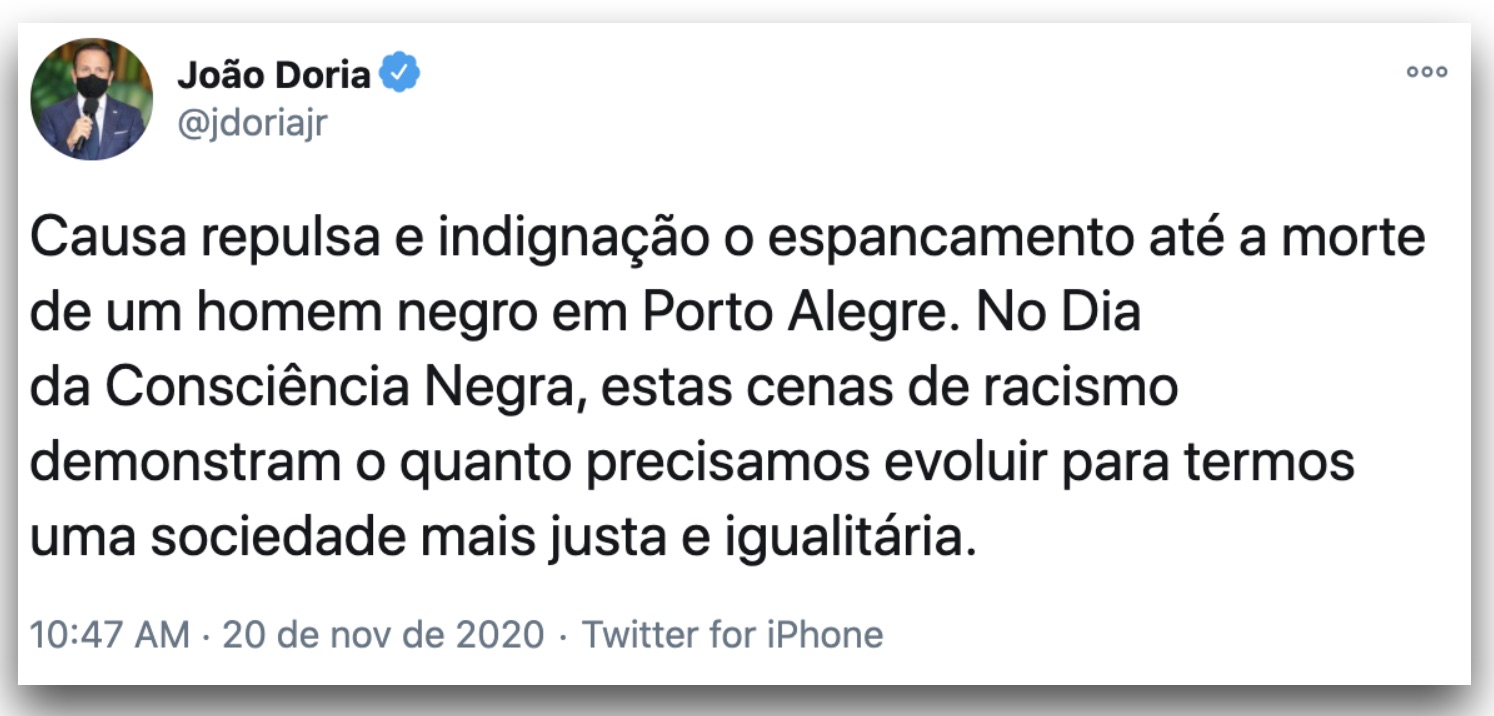 João Doria
@jdoriajr
Causa repulsa e indignação o espancamento até a morte
de um homem negro em Porto Alegre. No Dia
da Consciência Negra, estas cenas de racismo
demonstram o quanto precisamos evoluir para termos
uma sociedade mais justa e igualitária.
10:47 AM · 20 de nov de 2020 · Twitter for iPhone